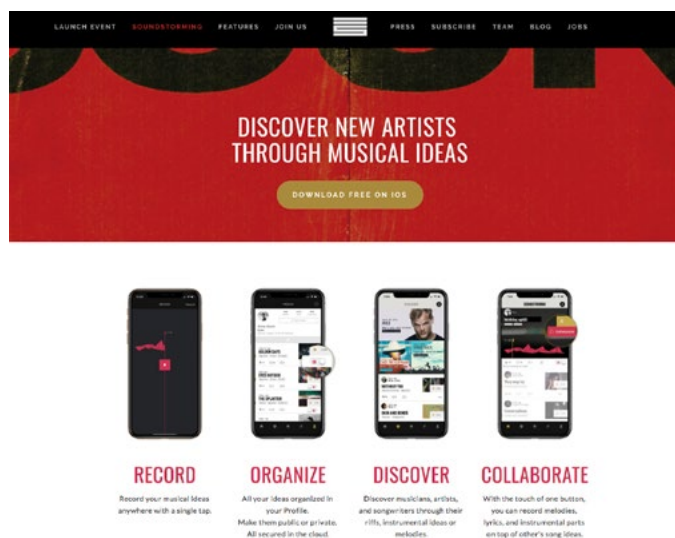 LAUNCH EVENT SOUNDSTORMING FEATURES JOIN US PRESS SUBSCRIBE TEAM BLOG JOBS
DISCOVER NEW ARTISTS
THROUGH MUSICAL IDEAS
DOWNLOAD FREE ON IOS
RECORD
Record your musical ideas
anywhere with a single tap.
ORGANIZE
All your ideas organized in
your Profile.
Make them public or private.
All secured in the cloud.
DISCOVER
Discover musicians, artists,
and songwriters through their
riffs, instrumental ideas or
melodies.
COLLABORATE
With the touch of one button,
you can record melodies,
lyrics, and instrumental parts
on top of other's song ideas.